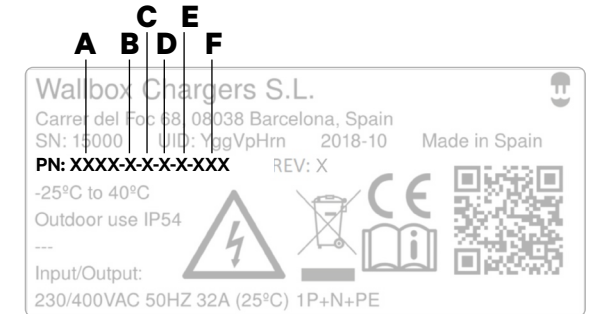 C E
A B D F
Wallbox Chargers S.L.
Carrer del Foc 68, 08038 Barcelona, Spain
SN: 15000 UID: YggVpHrn 2018-10 Made in Spain
PN: XXXX-X-X-X-X-XXX REV: X
-25ºC to 40ºC
Outdoor use IP54
---
Input/Output:
230/400VAC 50HZ 32A (25ºC) 1P+N+PE
CE
i